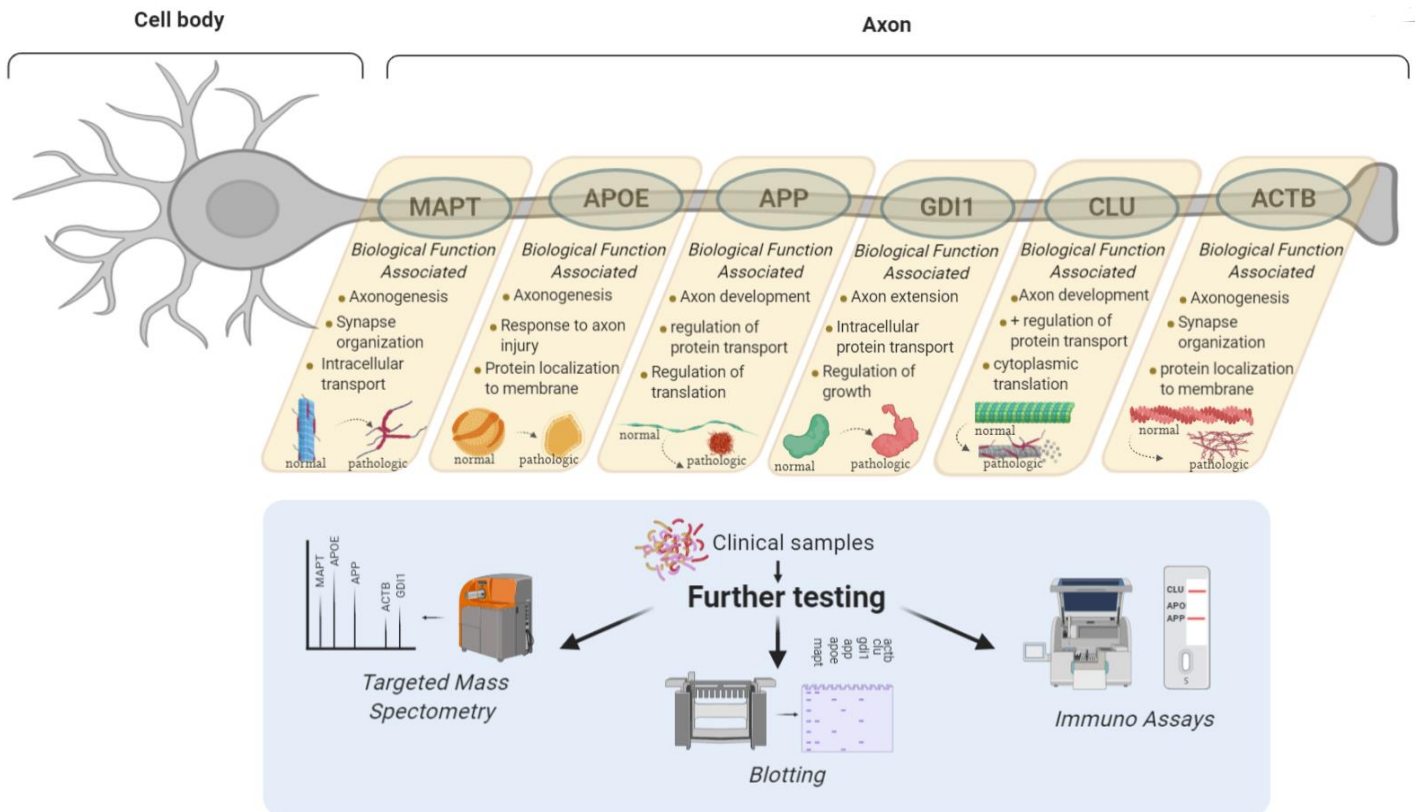 Cell body
Axon
MAPT
Biological Function
Associated
Axonogenesis
Synapse
organization
Intracellular
transport
normal
pathologic
APOE
Biological Function
Associated
Axonogenesis
Response to axon
injury
Protein localization
to membrane
normal
pathologic
APP
Biological Function
Associated
Axon development
regulation of
protein transport
Regulation of
translation
normal
pathologic
GDI1
Biological Function
Associated
Axon extension
Intracellular
protein transport
Regulation of
growth
normal
pathologic
CLU
Biological Function
Associated
Axon development
+ regulation of
protein transport
cytoplasmic
translation
normal
pathologic
ACTB
Biological Function
Associated
Axonogenesis
Synapse
organization
protein localization
to membrane
normal
pathologic
Clinical samples
Further testing
MAPT
APOE
APP
ACTB
GDI1
Targeted Mass
Spectometry
mapt
apoe
app
gdi1
clu
actb
Blotting
CLU
APO
APP
S
Immuno Assays